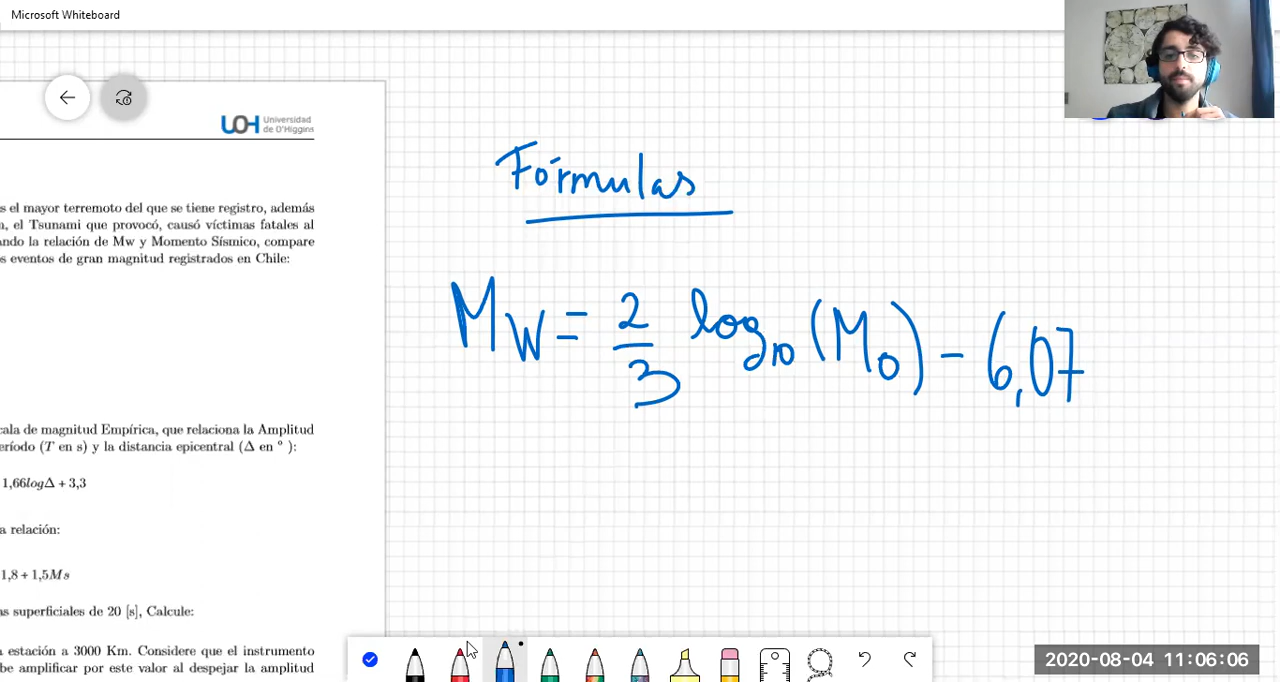 Microsoft Whiteboard
UOH Universidad
de O'Higgins
s el mayor terremoto del que se tiene registro, además
, el Tsunami que provocó, causó víctimas fatales al
ando la relación de Mw y Momento Sísmico, compare
s eventos de gran magnitud registrados en Chile:
cala de magnitud Empírica, que relaciona la Amplitud
eríodo (T en s) y la distancia epicentral (Δ en ° ):
1,66logΔ + 3,3
a relación:
1,8 + 1,5Ms
as superficiales de 20 [s], Calcule:
a estación a 3000 Km. Considere que el instrumento
be amplificar por este valor al despejar la amplitud
Fórmulas
Mw = 2/3 log10 (M0) - 6,07
2020-08-04 11:06:06